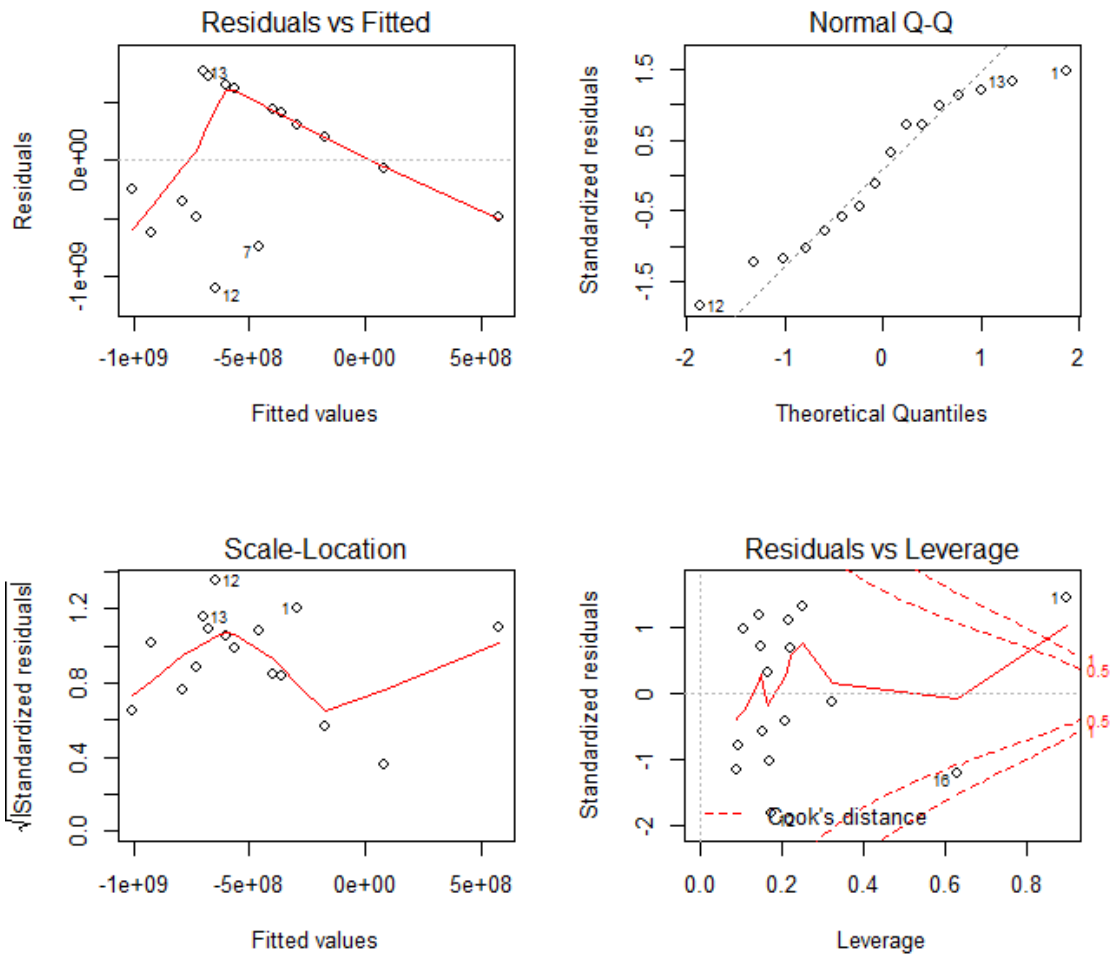 Residuals vs Fitted
Residuals
0e+00
-1e+09
13
7
12
-1e+09 -5e+08 0e+00 5e+08
Fitted values
Normal Q-Q
Standardized residuals
1.5
0.5
-0.5
-1.5
13
1
12
-2 -1 0 1 2
Theoretical Quantiles
Scale-Location
√|Standardized residuals|
1.2
0.8
0.4
0.0
12
13
1
-1e+09 -5e+08 0e+00 5e+08
Fitted values
Residuals vs Leverage
Standardized residuals
1
0
-1
-2
1
1
0.5
0.5
1
16
12
Cook's distance
0.0 0.2 0.4 0.6 0.8
Leverage